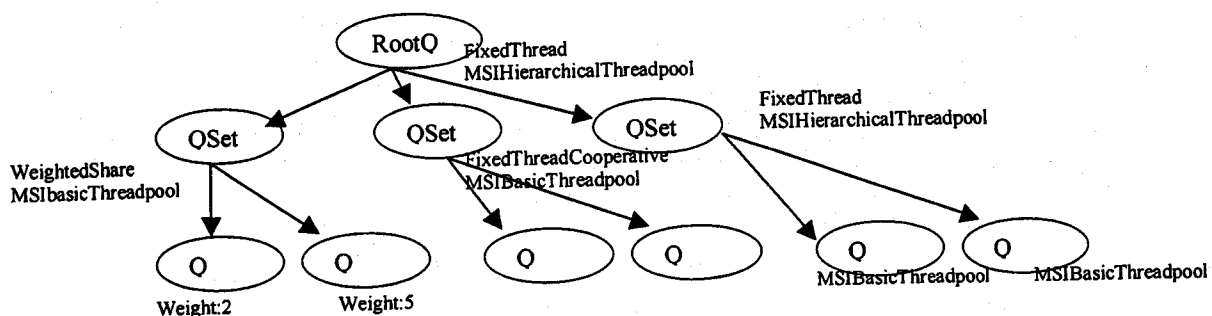 RootQ
FixedThread
MSIHierarchicalThreadpool
QSet
QSet
QSet
FixedThread
MSIHierarchicalThreadpool
WeightedShare
MSIbasicThreadpool
FixedThreadCooperative
MSIBasicThreadpool
Q
Q
Q
Q
Q
Q
MSIBasicThreadpool
MSIBasicThreadpool
Weight:2
Weight:5